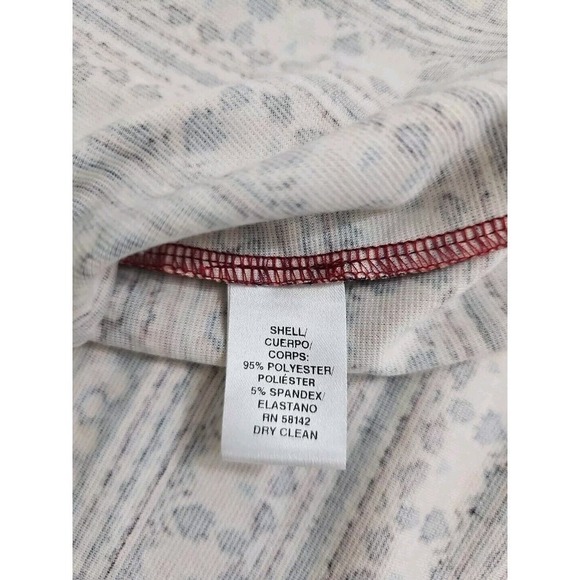 SHELL/
CUERPO/
CORPS:
95% POLYESTER/
POLIÉSTER
5% SPANDEX/
ELASTANO
RN 58142
DRY CLEAN